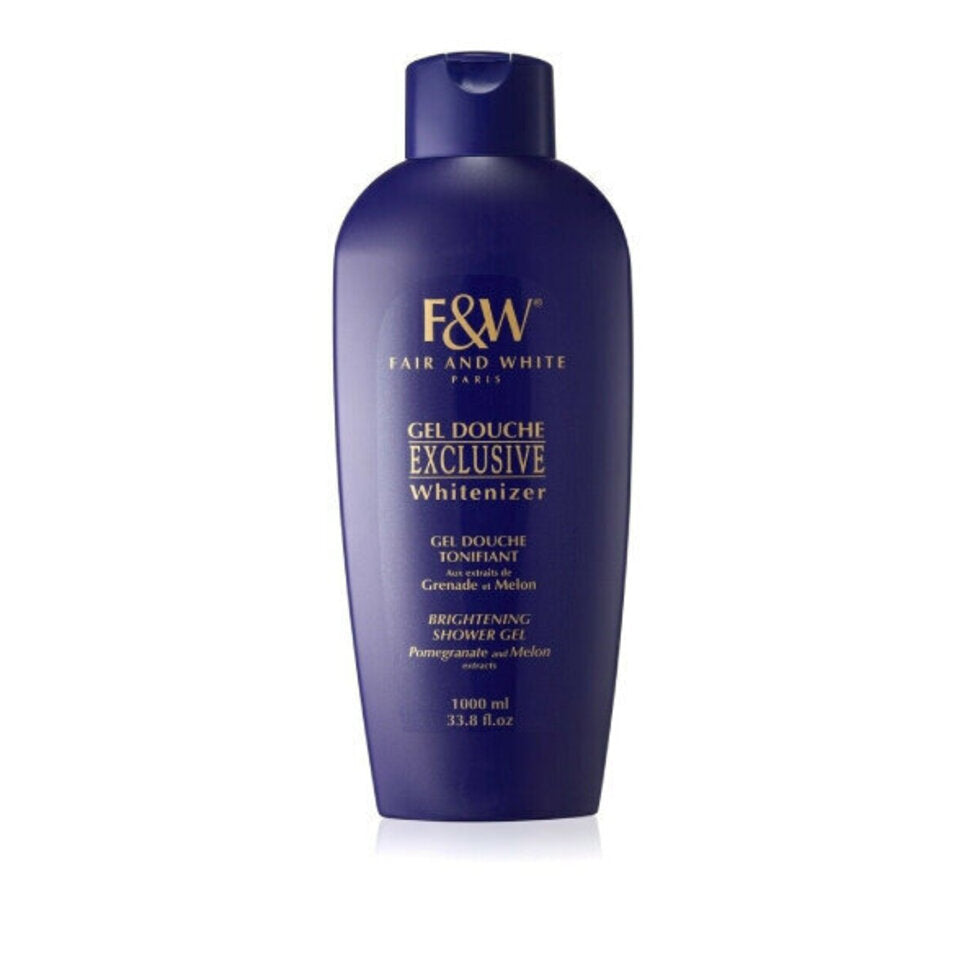 F&W®
FAIR AND WHITE
PARIS
GEL DOUCHE
EXCLUSIVE
Whitenizer
GEL DOUCHE
TONIFIANT
Aux extraits de
Grenade et Melon
BRIGHTENING
SHOWER GEL
Pomegranate and Melon
extracts
1000 ml
33.8 fl.oz